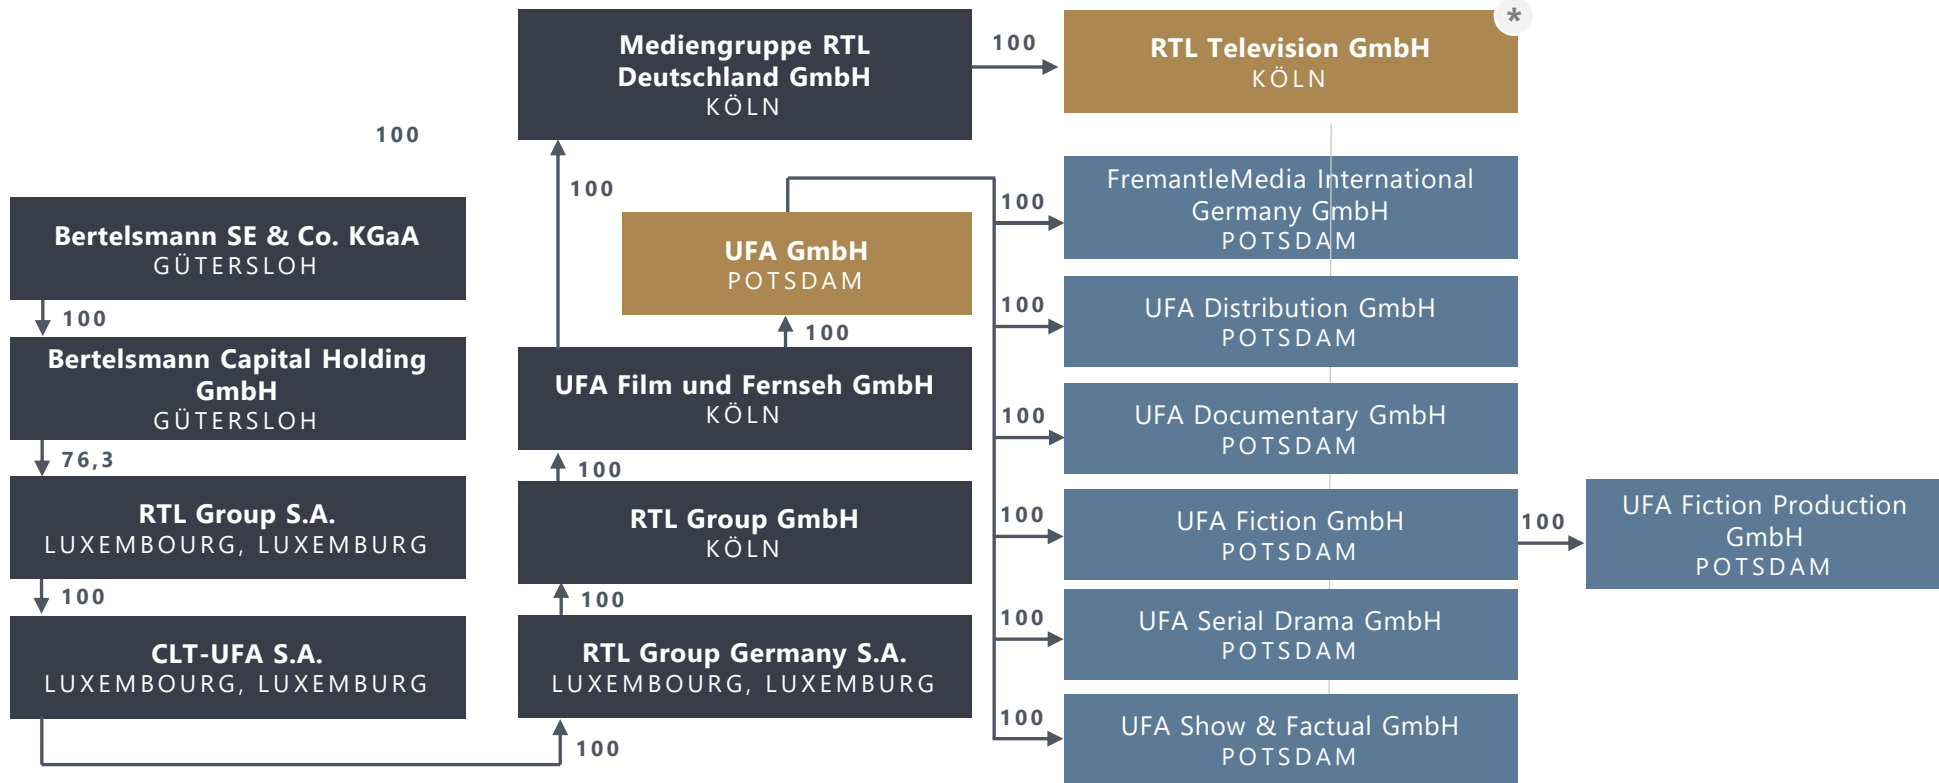 100
Bertelsmann SE & Co. KGaA
GÜTERSLOH
100
Bertelsmann Capital Holding
GmbH
GÜTERSLOH
76,3
RTL Group S.A.
LUXEMBOURG, LUXEMBURG
100
CLT-UFA S.A.
LUXEMBOURG, LUXEMBURG
100
RTL Group Germany S.A.
LUXEMBOURG, LUXEMBURG
100
RTL Group GmbH
KÖLN
100
UFA Film und Fernseh GmbH
KÖLN
100
Mediengruppe RTL
Deutschland GmbH
KÖLN
100
RTL Television GmbH
KÖLN
*
100
UFA GmbH
POTSDAM
100
FremantleMedia International
Germany GmbH
POTSDAM
100
UFA Distribution GmbH
POTSDAM
100
UFA Documentary GmbH
POTSDAM
100
UFA Fiction GmbH
POTSDAM
100
UFA Fiction Production
GmbH
POTSDAM
100
UFA Serial Drama GmbH
POTSDAM
100
UFA Show & Factual GmbH
POTSDAM